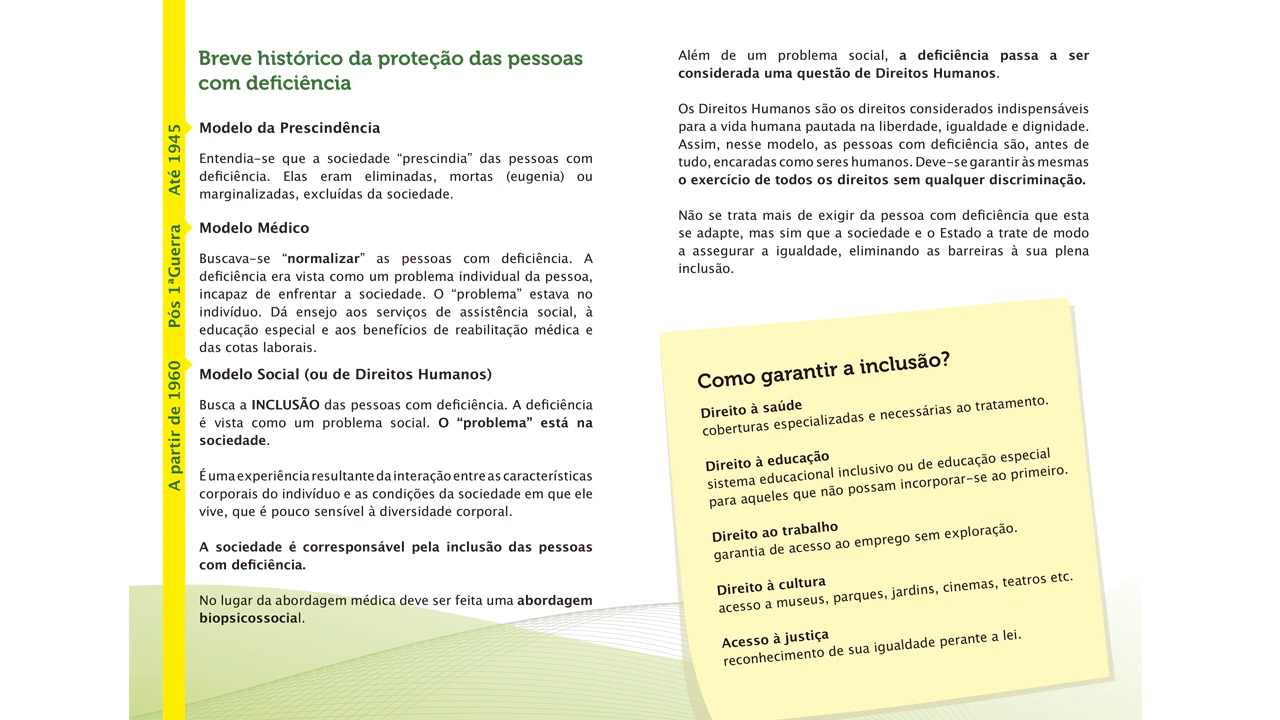 Breve histórico da proteção das pessoas
com deficiência
Até 1945
Modelo da Prescindência
Entendia-se que a sociedade “prescindia” das pessoas com
deficiência. Elas eram eliminadas, mortas (eugenia) ou
marginalizadas, excluídas da sociedade.
Pós 1ªGuerra
Modelo Médico
Buscava-se “normalizar” as pessoas com deficiência. A
deficiência era vista como um problema individual da pessoa,
incapaz de enfrentar a sociedade. O “problema” estava no
indivíduo. Dá ensejo aos serviços de assistência social, à
educação especial e aos benefícios de reabilitação médica e
das cotas laborais.
A partir de 1960
Modelo Social (ou de Direitos Humanos)
Busca a INCLUSÃO das pessoas com deficiência. A deficiência
é vista como um problema social. O “problema” está na
sociedade.
É uma experiência resultante da interação entre as características
corporais do indivíduo e as condições da sociedade em que ele
vive, que é pouco sensível à diversidade corporal.
A sociedade é corresponsável pela inclusão das pessoas
com deficiência.
No lugar da abordagem médica deve ser feita uma abordagem
biopsicossocial.
Além de um problema social, a deficiência passa a ser
considerada uma questão de Direitos Humanos.
Os Direitos Humanos são os direitos considerados indispensáveis
para a vida humana pautada na liberdade, igualdade e dignidade.
Assim, nesse modelo, as pessoas com deficiência são, antes de
tudo, encaradas como seres humanos. Deve-se garantir às mesmas
o exercício de todos os direitos sem qualquer discriminação.
Não se trata mais de exigir da pessoa com deficiência que esta
se adapte, mas sim que a sociedade e o Estado a trate de modo
a assegurar a igualdade, eliminando as barreiras à sua plena
inclusão.
Como garantir a inclusão?
Direito à saúde
coberturas especializadas e necessárias ao tratamento.
Direito à educação
sistema educacional inclusivo ou de educação especial
para aqueles que não possam incorporar-se ao primeiro.
Direito ao trabalho
garantia de acesso ao emprego sem exploração.
Direito à cultura
acesso a museus, parques, jardins, cinemas, teatros etc.
Acesso à justiça
reconhecimento de sua igualdade perante a lei.